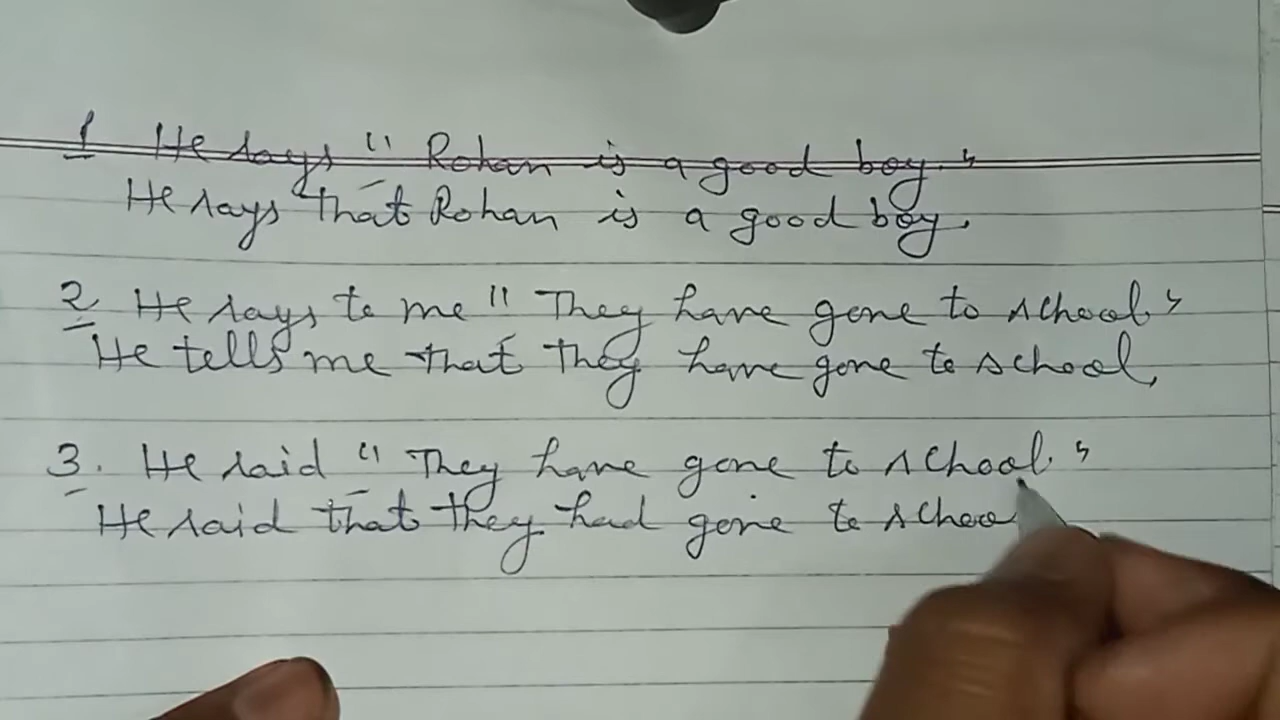 1 He says " Rohan is a good boy."
He says that Rohan is a good boy.
2 He says to me " They have gone to school"
He tells me that they have gone to school.
3. He said " They have gone to school."
He said that they had gone to schoo